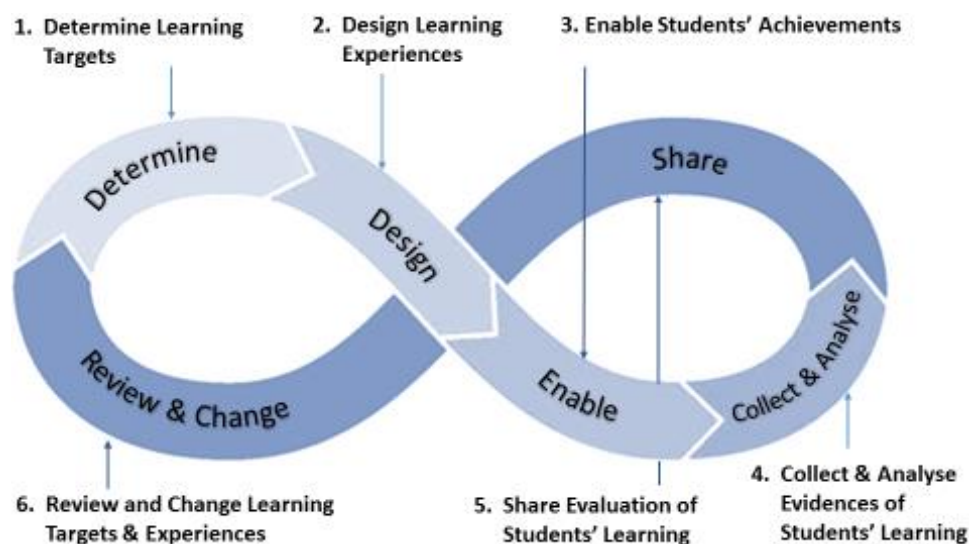 1. Determine Learning
Targets
2. Design Learning
Experiences
3. Enable Students’ Achievements
Determine
Design
Share
Review & Change
Enable
Collect & Analyse
6. Review and Change Learning
Targets & Experiences
5. Share Evaluation of
Students’ Learning
4. Collect & Analyse
Evidences of
Students’ Learning